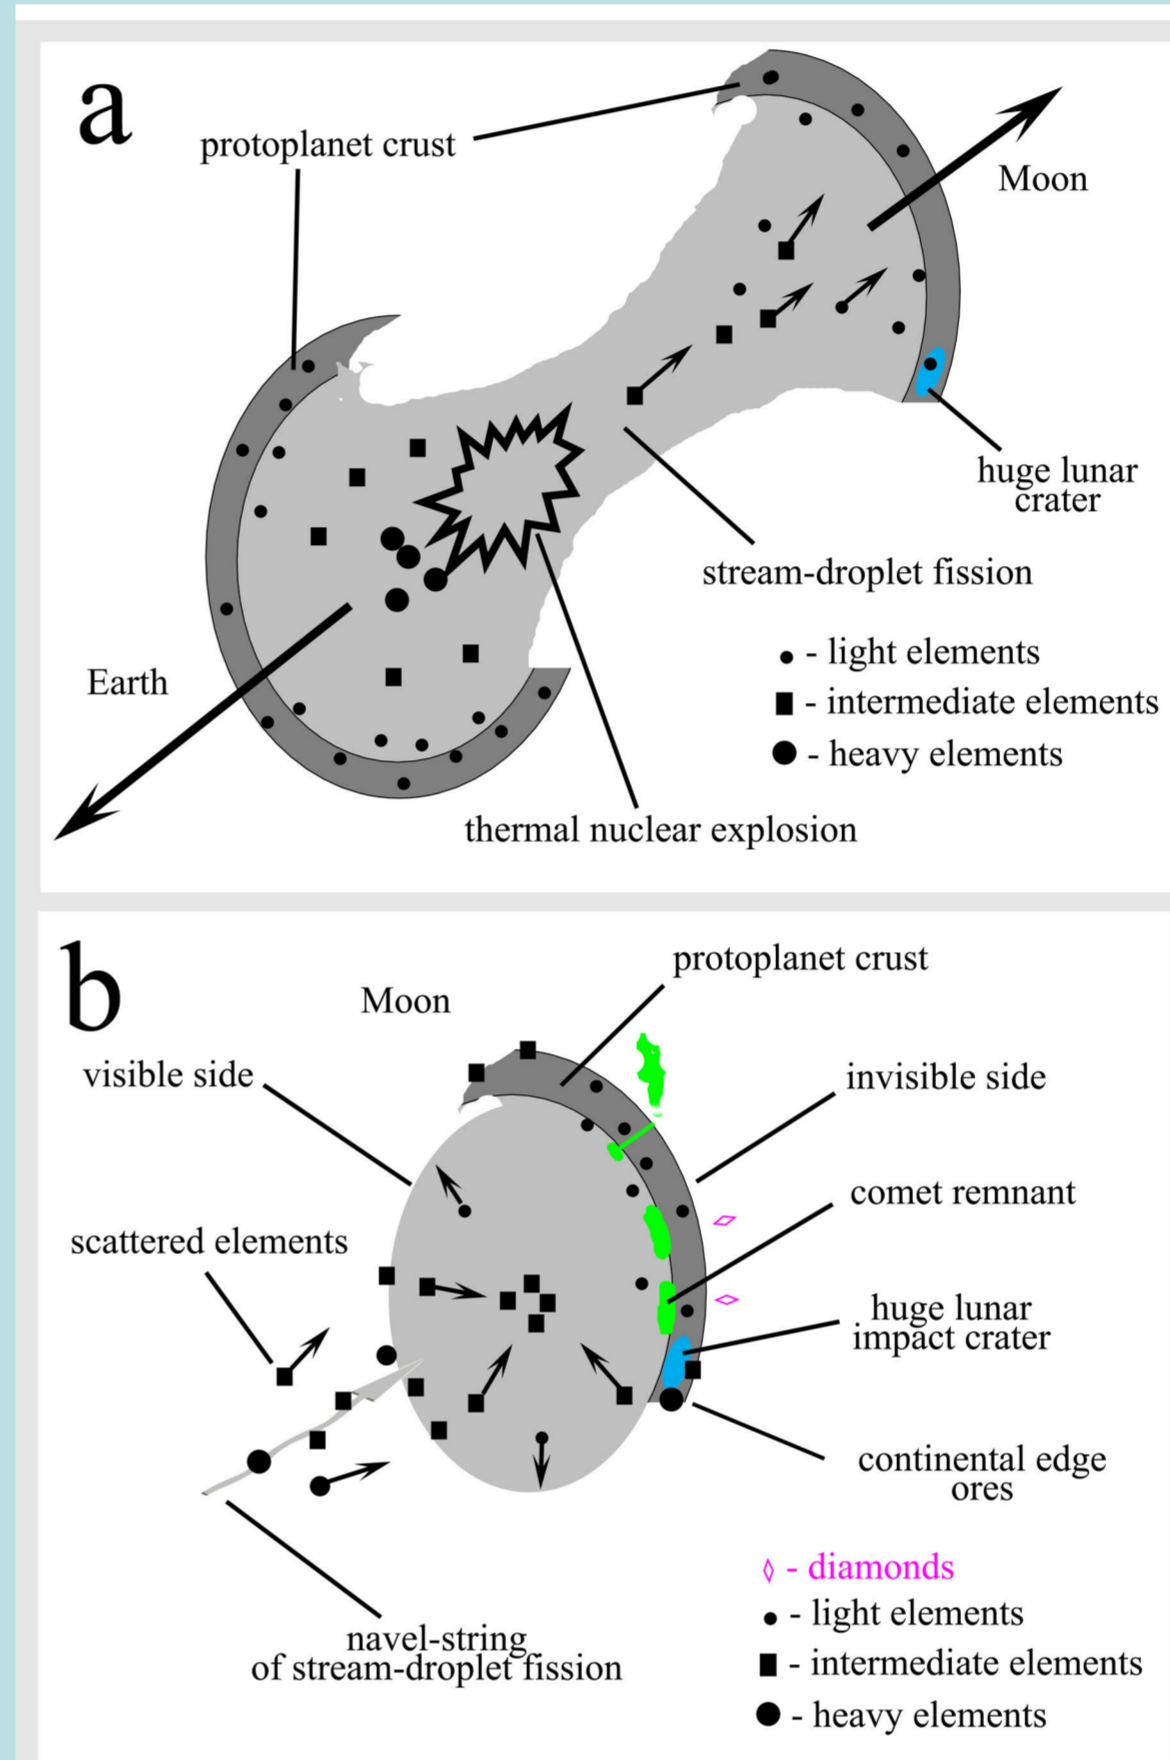 a
protoplanet crust
Moon
huge lunar
crater
stream-droplet fission
- light elements
- intermediate elements
- heavy elements
Earth
thermal nuclear explosion
b
protoplanet crust
Moon
visible side
invisible side
comet remnant
scattered elements
huge lunar
impact crater
continental edge
ores
- diamonds
- light elements
- intermediate elements
- heavy elements
navel-string
of stream-droplet fission